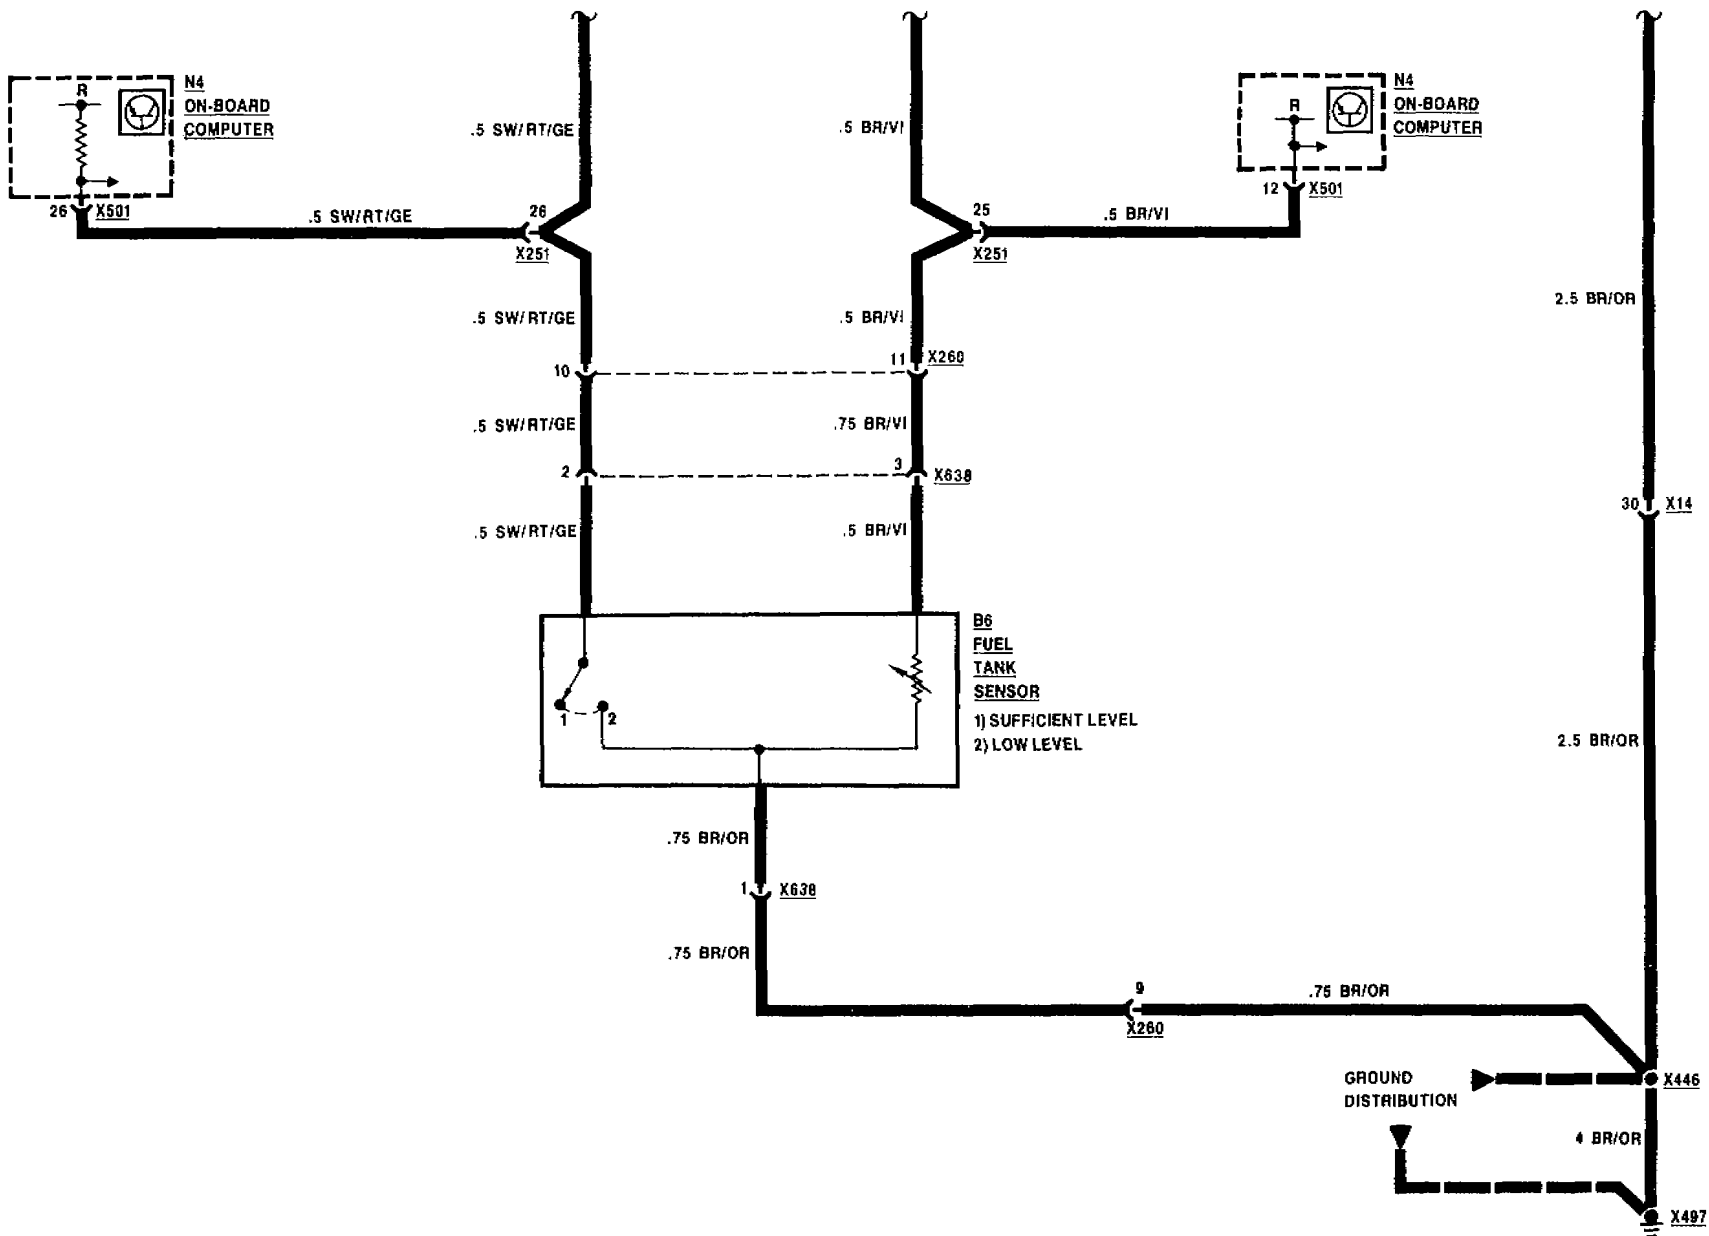 N4
ON-BOARD
COMPUTER
R
26 X501
.5 SW/RT/GE
.5 SW/RT/GE
26
X251
.5 BR/VI
25
X251
.5 BR/VI
N4
ON-BOARD
COMPUTER
R
12 X501
2.5 BR/OR
.5 SW/RT/GE
.5 BR/VI
10
11 X260
.5 SW/RT/GE
.75 BR/VI
2
3 X638
30 X14
.5 SW/RT/GE
.5 BR/VI
B6
FUEL
TANK
SENSOR
1) SUFFICIENT LEVEL
2) LOW LEVEL
1 2
2.5 BR/OR
.75 BR/OR
1 X638
.75 BR/OR
9
X260
.75 BR/OR
GROUND
DISTRIBUTION
X446
4 BR/OR
X497